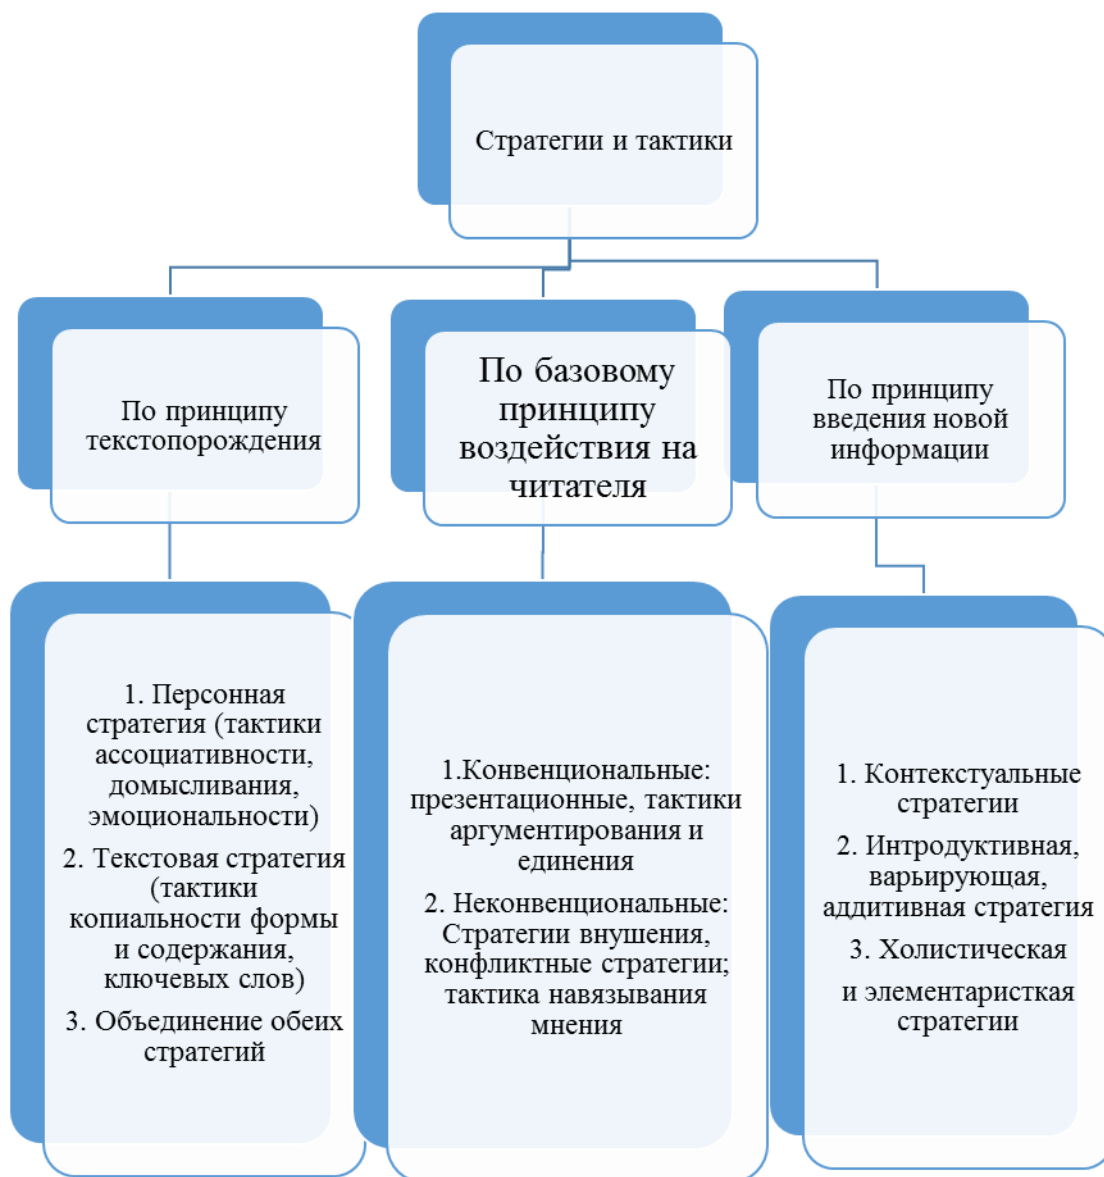 Стратегии и тактики
По принципу
текстопорождения
По базовому
принципу
воздействия на
читателя
По принципу
введения новой
информации
1. Персонная
стратегия (тактики
ассоциативности,
домысливания,
эмоциональности)
2. Текстовая стратегия
(тактики
копиальности формы
и содержания,
ключевых слов)
3. Объединение обеих
стратегий
1.Конвенциональные:
презентационные, тактики
аргументирования и
единения
2. Неконвенциональные:
Стратегии внушения,
конфликтные стратегии;
тактика навязывания
мнения
1. Контекстуальные
стратегии
2. Интродуктивная,
варьирующая,
аддитивная стратегия
3. Холистическая
и элементаристкая
стратегии